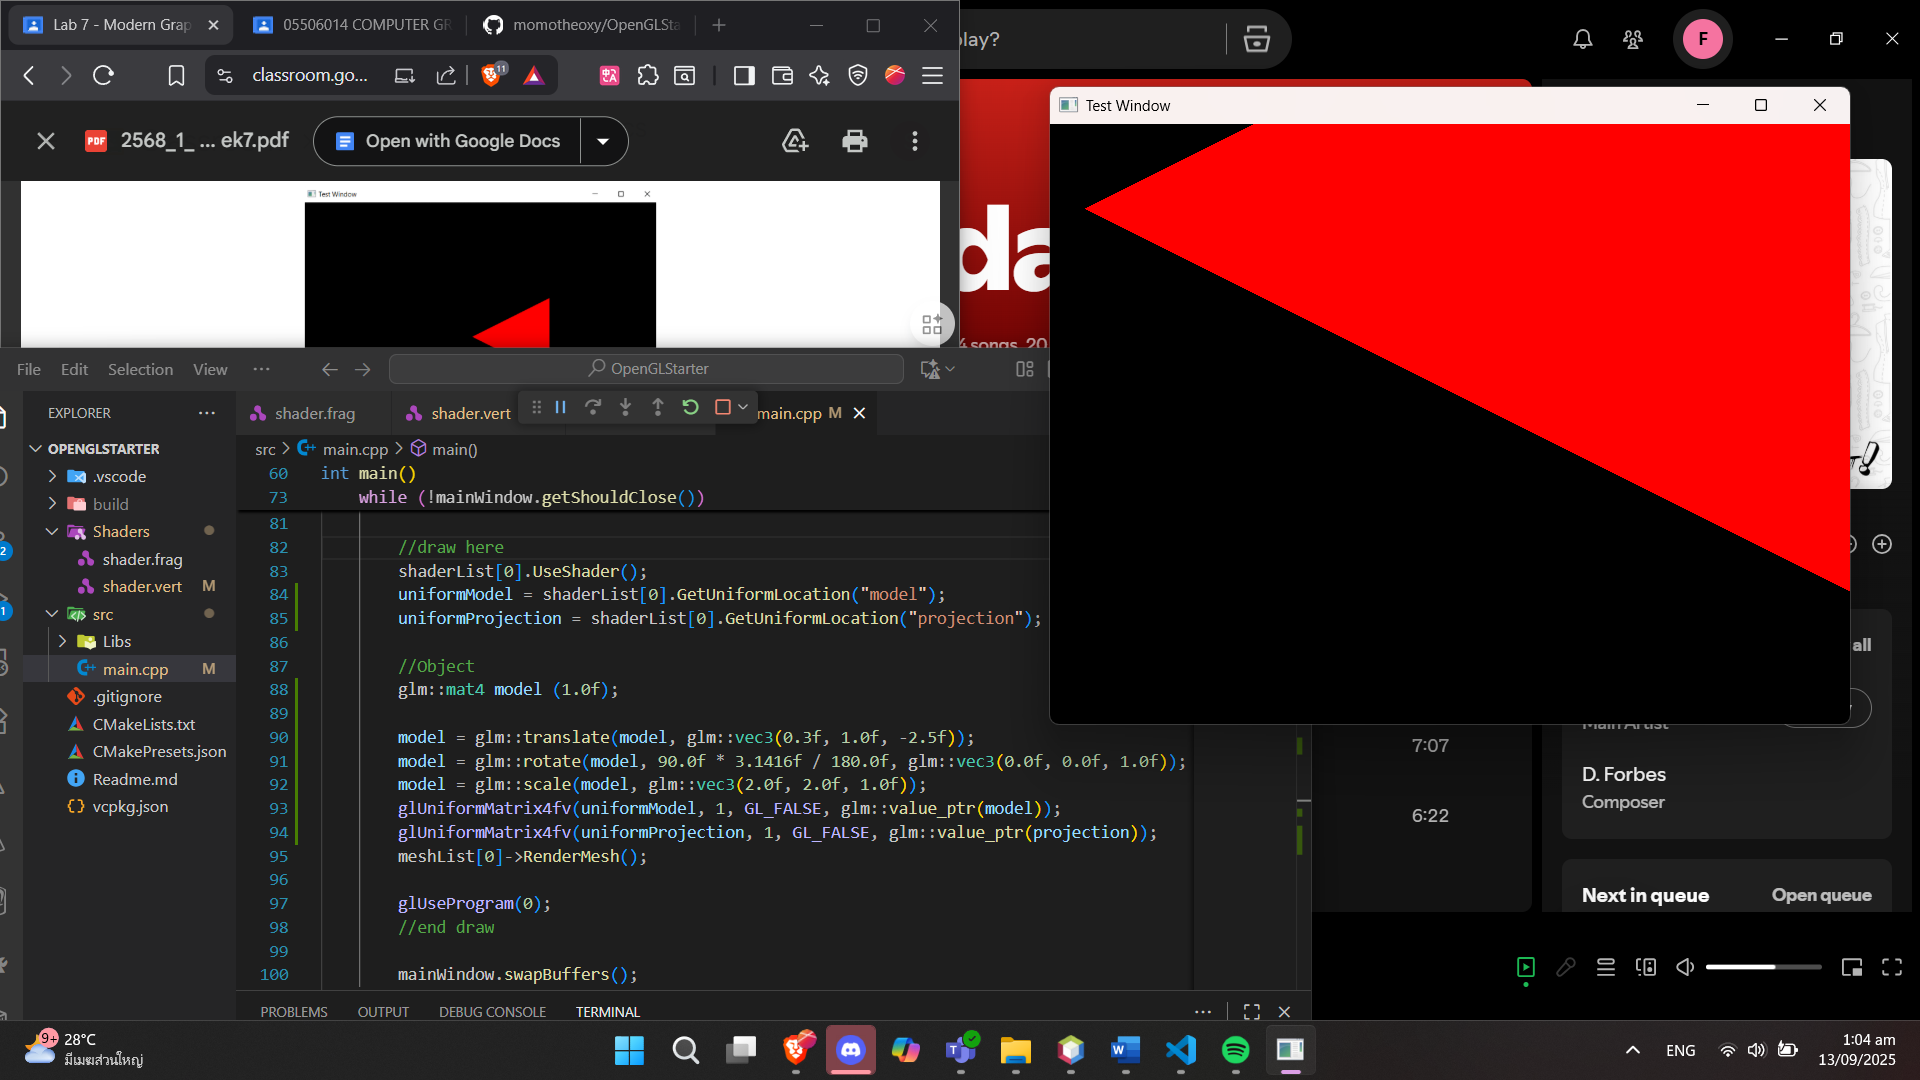 Lab 7 - Modern Grap
05506014 COMPUTER GR
momotheoxy/OpenGLSta
play?
F
classroom.go...
11
2568_1_ ... ek7.pdf
Open with Google Docs
Test Window
Test Window
da
songs, 20
File Edit Selection View ...
OpenGLStarter
EXPLORER
shader.frag
shader.vert
main.cpp M
OPENGLSTARTER
src > main.cpp > main()
.vscode
build
Shaders
shader.frag
shader.vert M
src
Libs
main.cpp M
.gitignore
CMakeLists.txt
CMakePresets.json
Readme.md
vcpkg.json
2
1
60 int main()
73 while (!mainWindow.getShouldClose())
81
82 //draw here
83 shaderList[0].UseShader();
84 uniformModel = shaderList[0].GetUniformLocation("model");
85 uniformProjection = shaderList[0].GetUniformLocation("projection");
86
87 //Object
88 glm::mat4 model (1.0f);
89
90 model = glm::translate(model, glm::vec3(0.3f, 1.0f, -2.5f));
91 model = glm::rotate(model, 90.0f * 3.1416f / 180.0f, glm::vec3(0.0f, 0.0f, 1.0f));
92 model = glm::scale(model, glm::vec3(2.0f, 2.0f, 1.0f));
93 glUniformMatrix4fv(uniformModel, 1, GL_FALSE, glm::value_ptr(model));
94 glUniformMatrix4fv(uniformProjection, 1, GL_FALSE, glm::value_ptr(projection));
95 meshList[0]->RenderMesh();
96
97 glUseProgram(0);
98 //end draw
99
100 mainWindow.swapBuffers();
PROBLEMS OUTPUT DEBUG CONSOLE TERMINAL
all
Main Artist
7:07
D. Forbes
Composer
6:22
Next in queue
Open queue
9+
28°C
มีเมฆส่วนใหญ่
ENG
1:04 am
13/09/2025